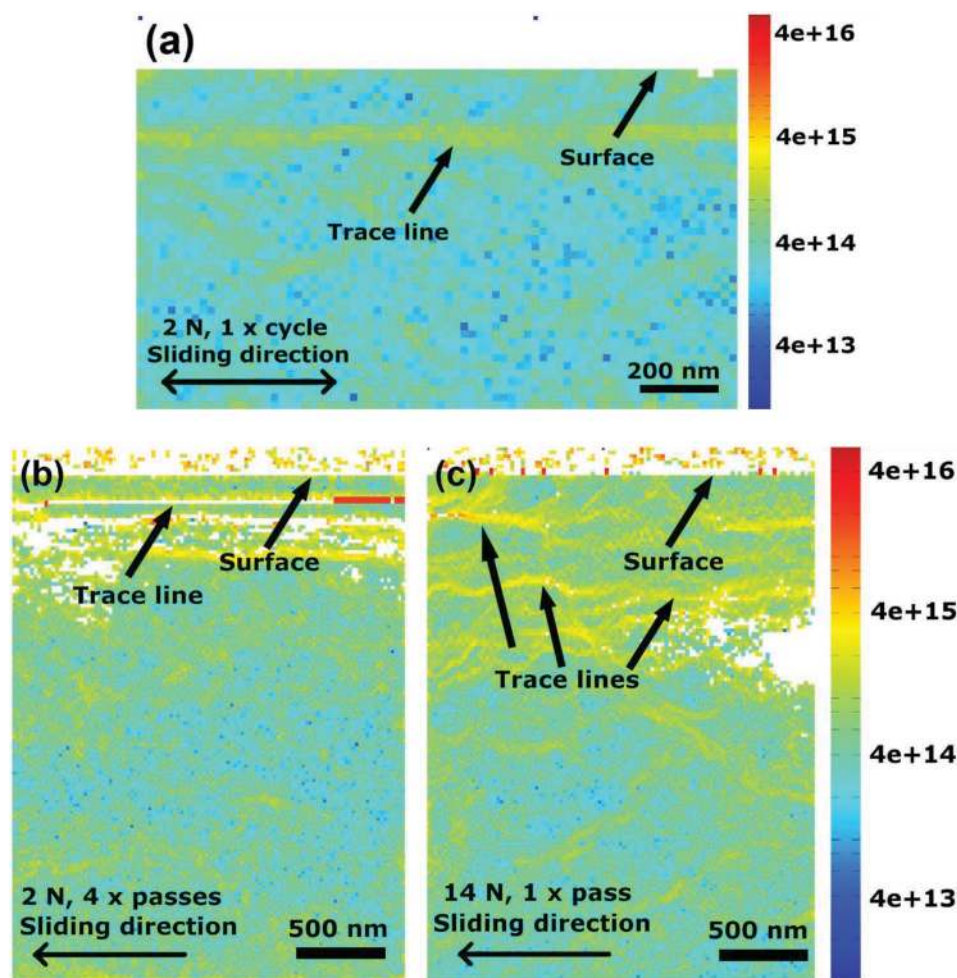 (a)
Surface
Trace line
2 N, 1 x cycle
Sliding direction
200 nm
4e+16
4e+15
4e+14
4e+13
(b)
Surface
Trace line
2 N, 4 x passes
Sliding direction
500 nm
(c)
Surface
Trace lines
14 N, 1 x pass
Sliding direction
500 nm
4e+16
4e+15
4e+14
4e+13